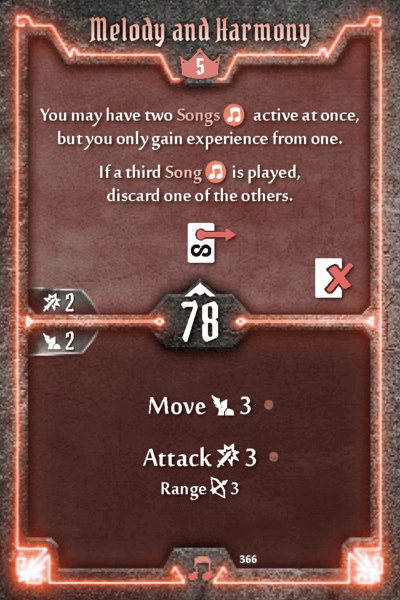 Melody and Harmony
5
You may have two Songs active at once,
but you only gain experience from one.
If a third Song is played,
discard one of the others.
2
78
2
Move 3
Attack 3
Range 3
366